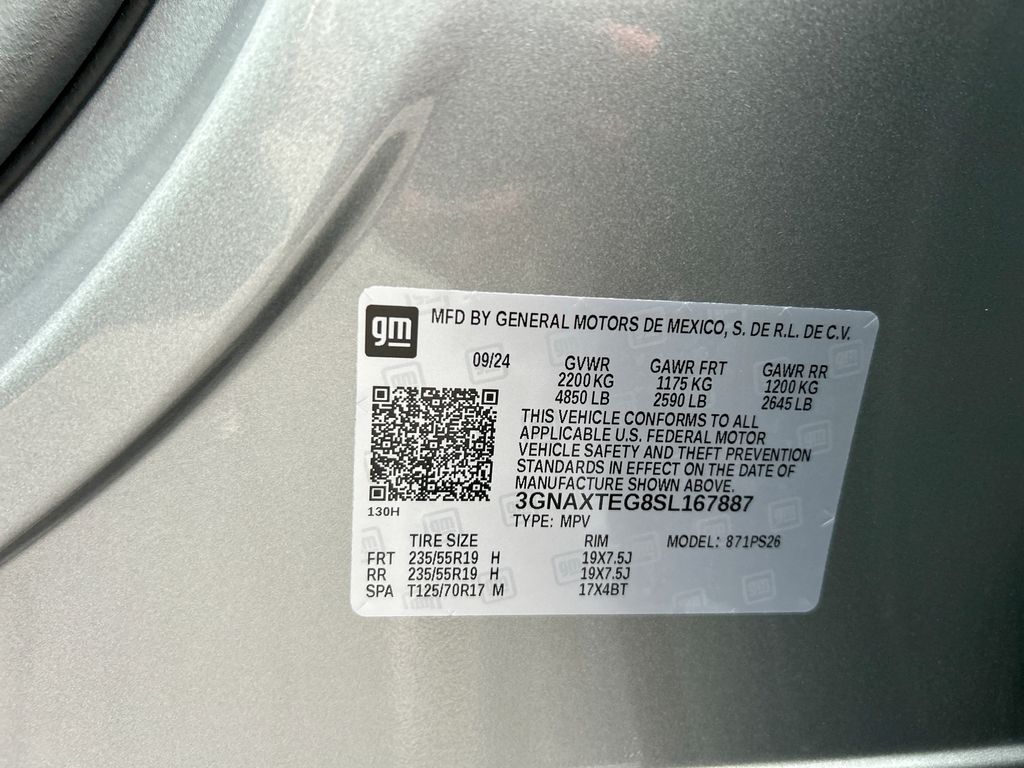 gm MFD BY GENERAL MOTORS DE MEXICO, S. DE R.L. DE C.V.
09/24 GVWR GAWR FRT GAWR RR
2200 KG 1175 KG 1200 KG
4850 LB 2590 LB 2645 LB
THIS VEHICLE CONFORMS TO ALL
APPLICABLE U.S. FEDERAL MOTOR
VEHICLE SAFETY AND THEFT PREVENTION
STANDARDS IN EFFECT ON THE DATE OF
MANUFACTURE SHOWN ABOVE.
3GNAXTEG8SL167887
130H TYPE: MPV
TIRE SIZE RIM MODEL: 871PS26
FRT 235/55R19 H 19X7.5J
RR 235/55R19 H 19X7.5J
SPA T125/70R17 M 17X4BT